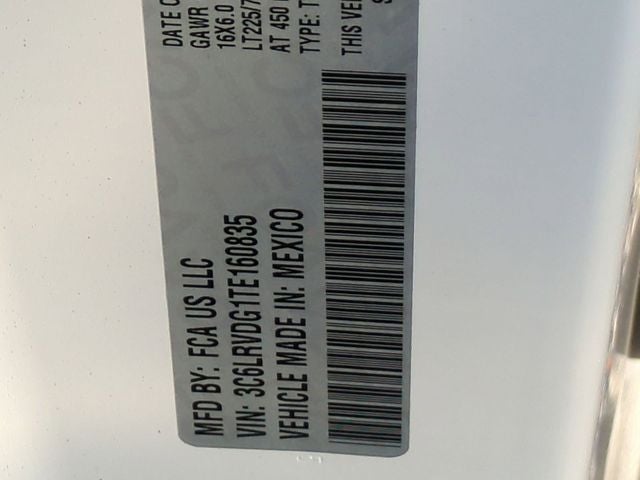 MFD BY: FCA US LLC
DATE O
GAWR
16X6.0
LT225/7
AT 450
VIN: 3C6LRVDG1TE160835
TYPE: T
VEHICLE MADE IN: MEXICO
THIS VE